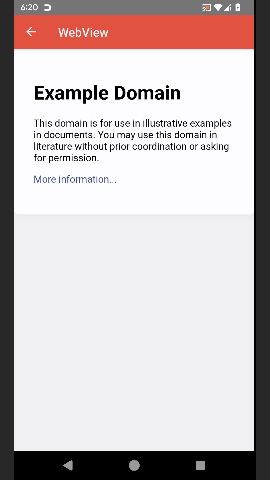 6:20
WebView
Example Domain
This domain is for use in illustrative examples
in documents. You may use this domain in
literature without prior coordination or asking
for permission.
More information...